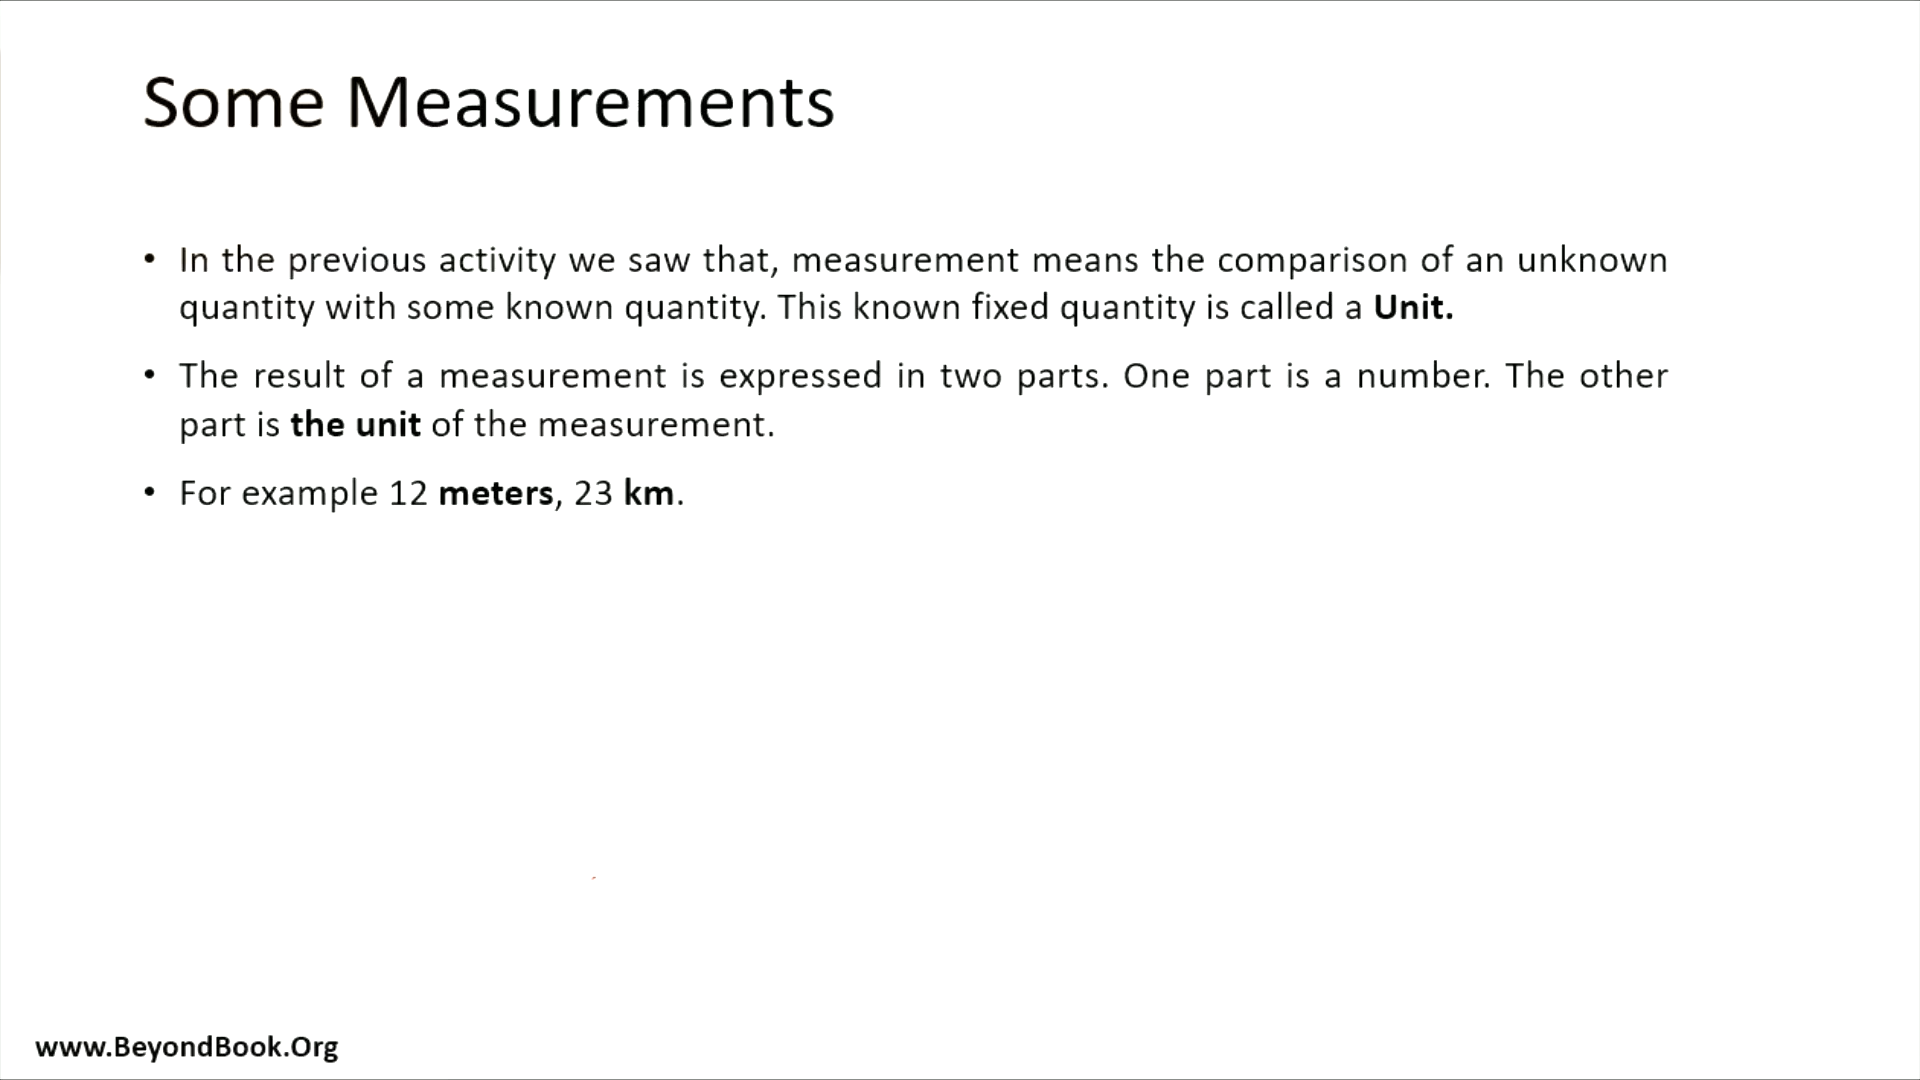 Some Measurements
• In the previous activity we saw that, measurement means the comparison of an unknown
quantity with some known quantity. This known fixed quantity is called a Unit.
• The result of a measurement is expressed in two parts. One part is a number. The other
part is the unit of the measurement.
• For example 12 meters, 23 km.
www.BeyondBook.Org